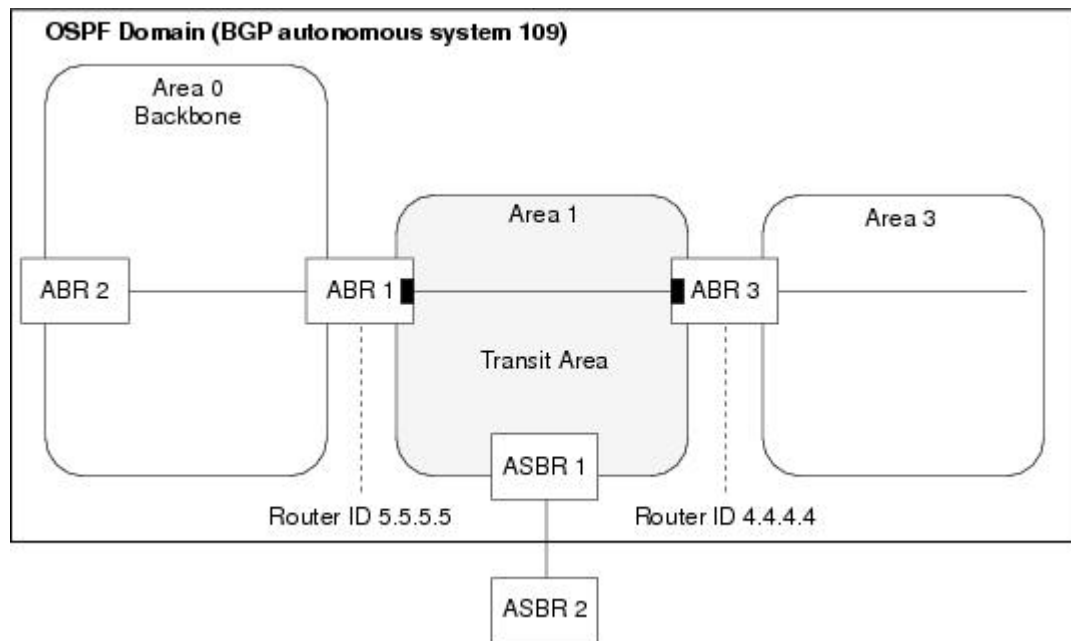 OSPF Domain (BGP autonomous system 109)
Area 0
Backbone
Area 1
Area 3
ABR 2
ABR 1
ABR 3
Transit Area
ASBR 1
Router ID 5.5.5.5
Router ID 4.4.4.4
ASBR 2